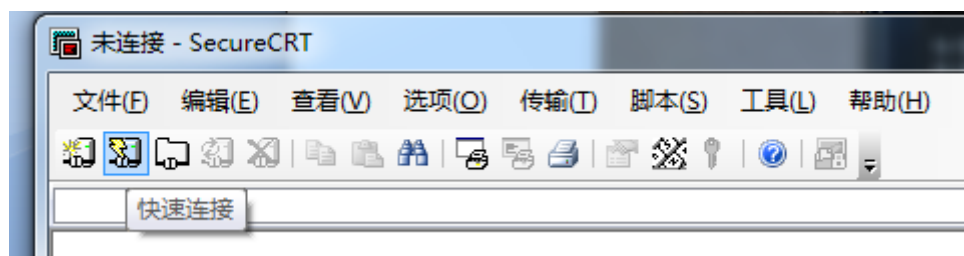 未连接 - SecureCRT
文件(F) 编辑(E) 查看(V) 选项(O) 传输(T) 脚本(S) 工具(L) 帮助(H)
快速连接